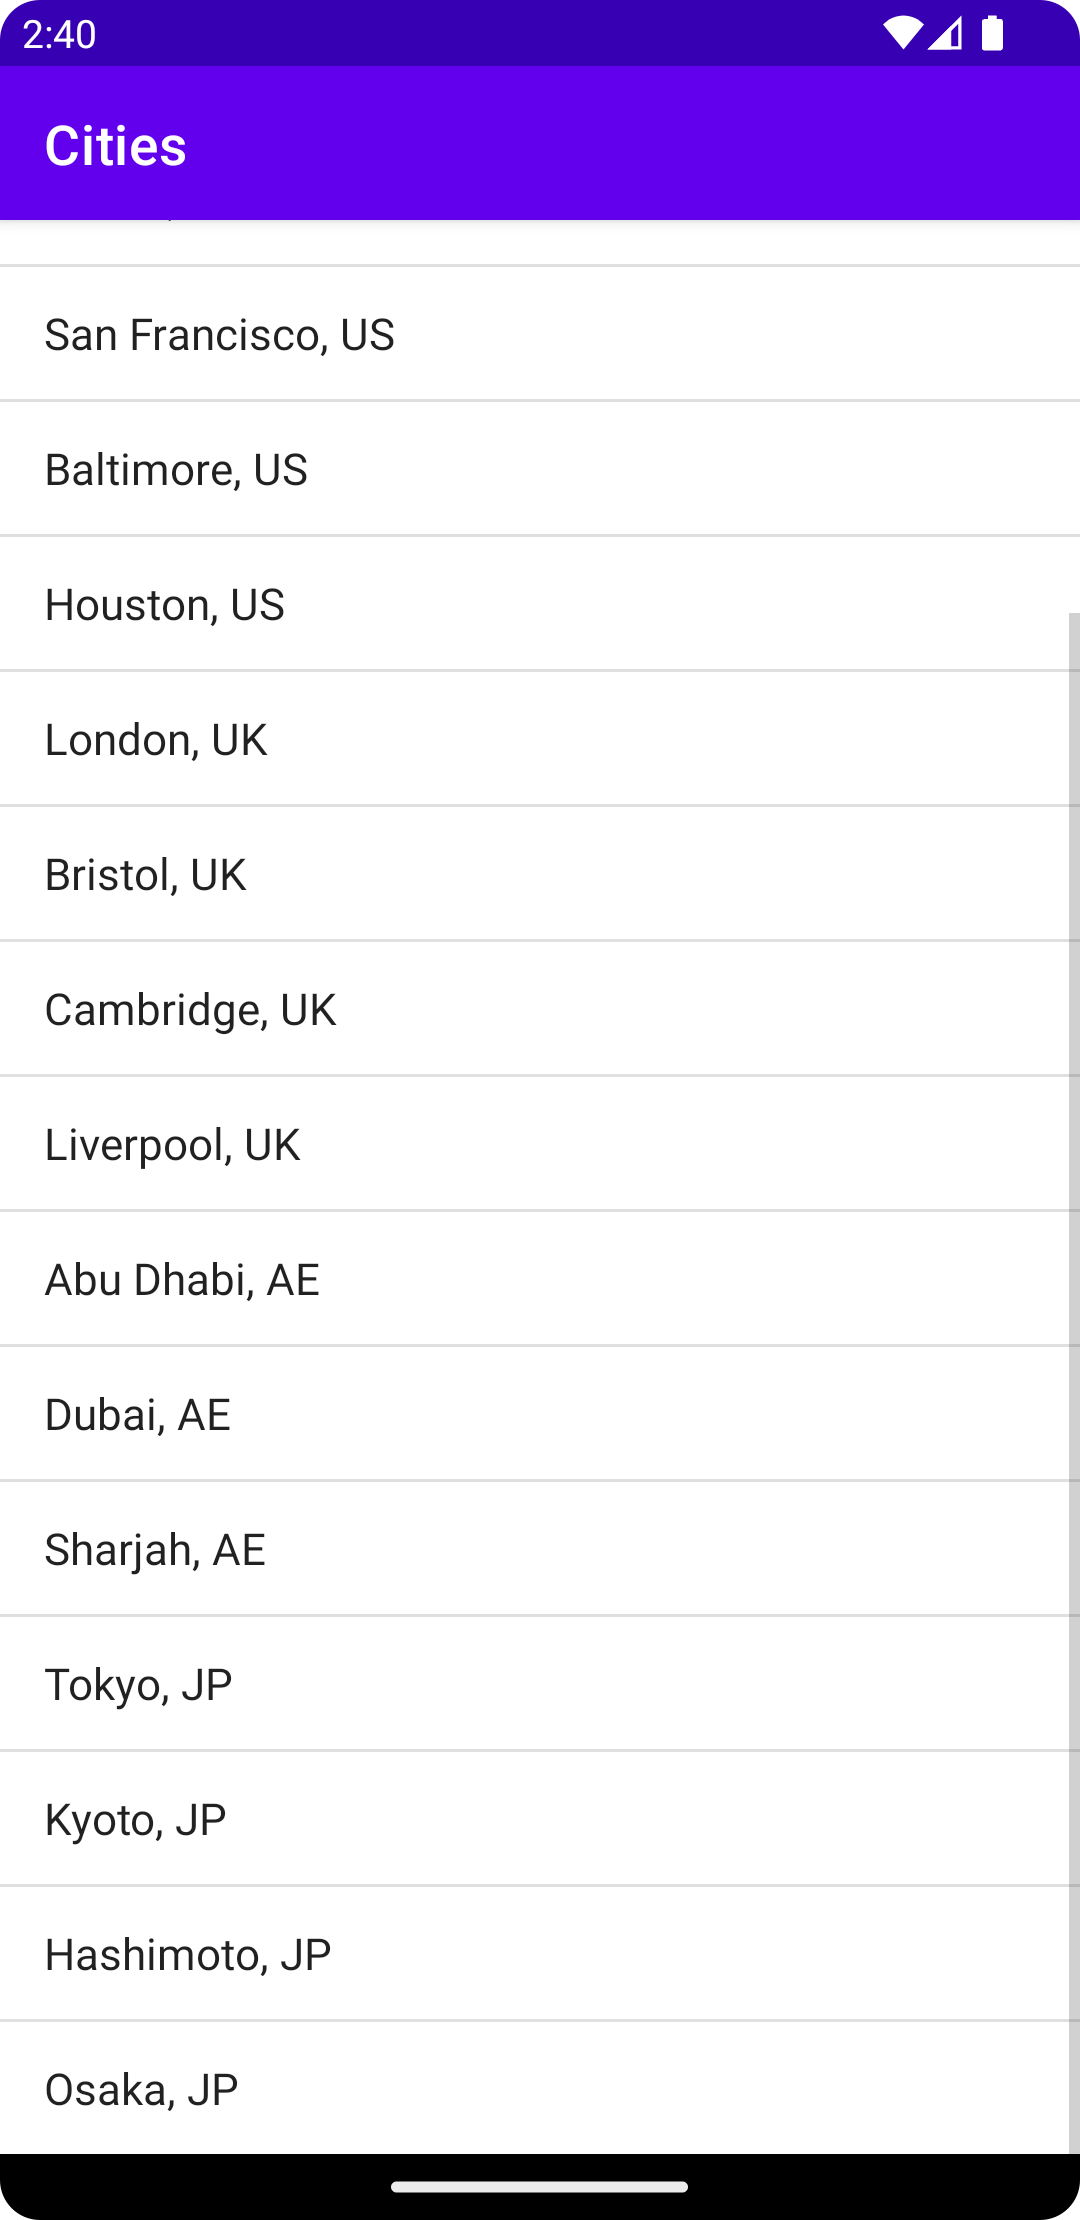 2:40
Cities
San Francisco, US
Baltimore, US
Houston, US
London, UK
Bristol, UK
Cambridge, UK
Liverpool, UK
Abu Dhabi, AE
Dubai, AE
Sharjah, AE
Tokyo, JP
Kyoto, JP
Hashimoto, JP
Osaka, JP